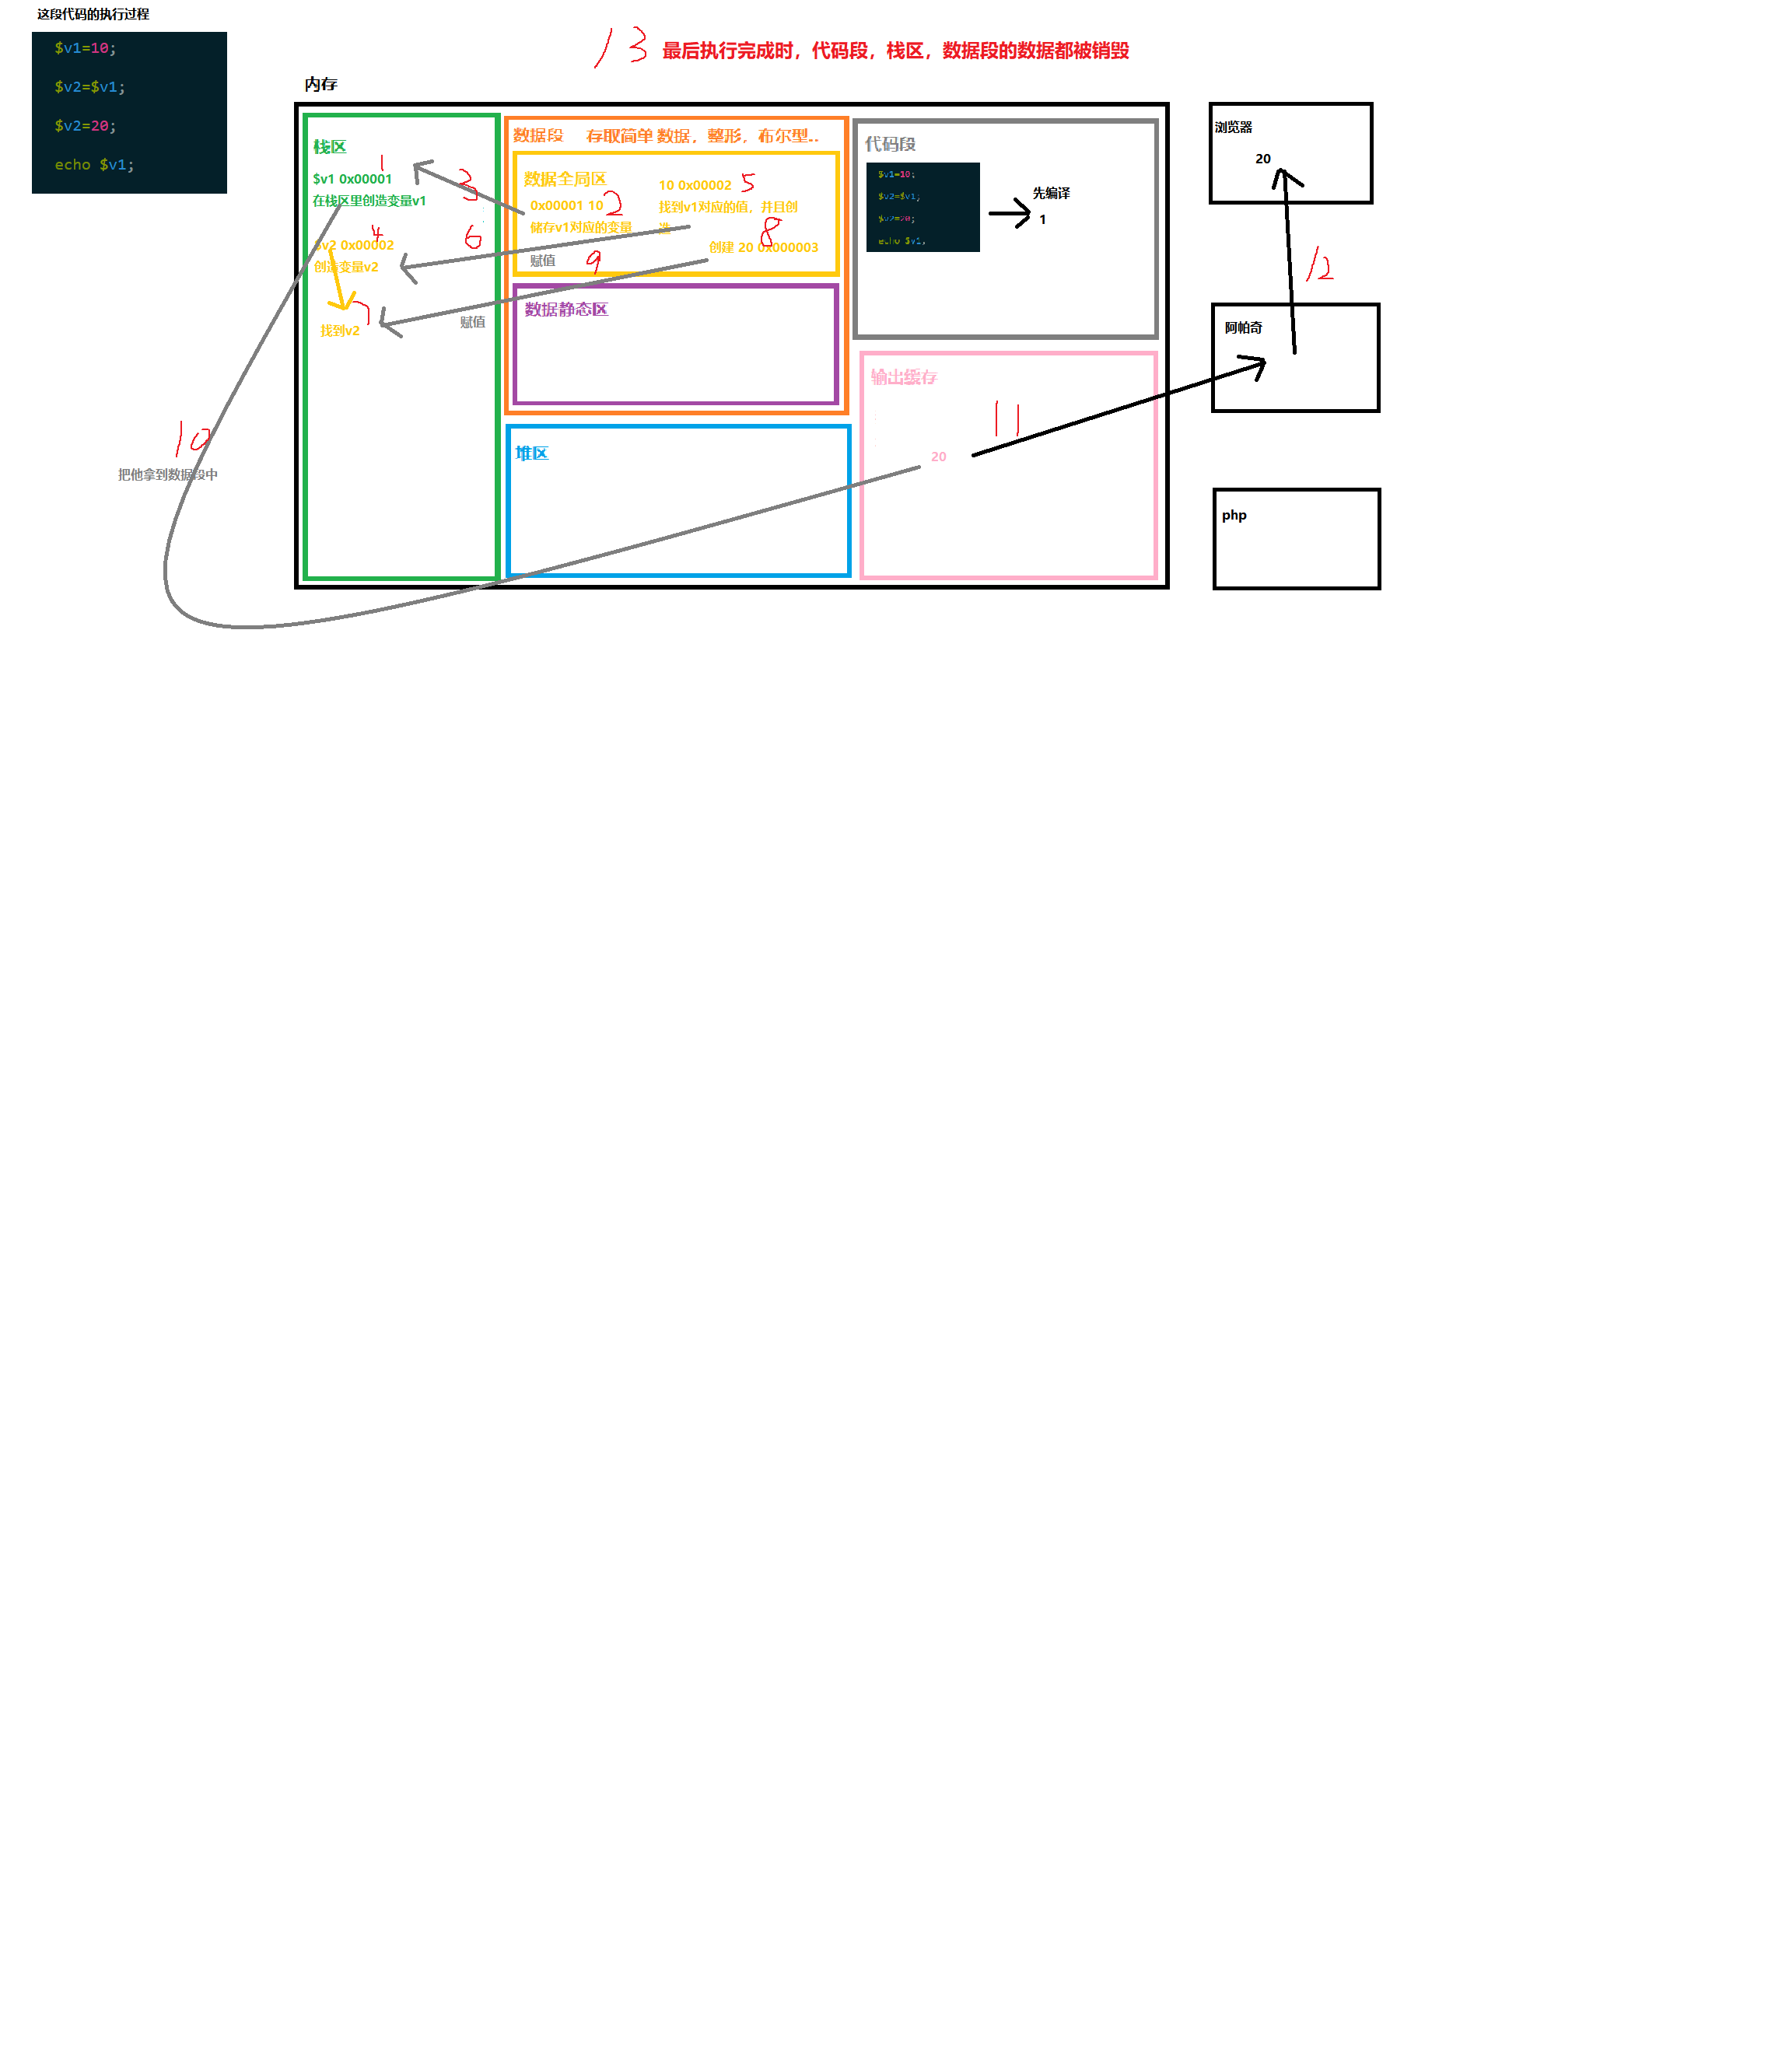 这段代码的执行过程
$v1=10;
$v2=$v1;
$v2=20;
echo $v1;
13 最后执行完成时，代码段，栈区，数据段的数据都被销毁
内存
栈区
1
$v1 0x00001
3
在栈区里创造变量v1
4
6
$v2 0x00002
创造变量v2
7
找到v2
赋值
数据段 存取简单 数据，整形，布尔型..
数据全局区
0x00001 10 2
储存v1对应的变量
10 0x00002 5
找到v1对应的值，并且创
造
8
创建 20 0x000003
赋值 9
数据静态区
堆区
代码段
$v1=10;
$v2=$v1;
$v2=20;
echo $v1;
先编译
1
输出缓存
11
20
10
把他拿到数据段中
浏览器
20
12
阿帕奇
php